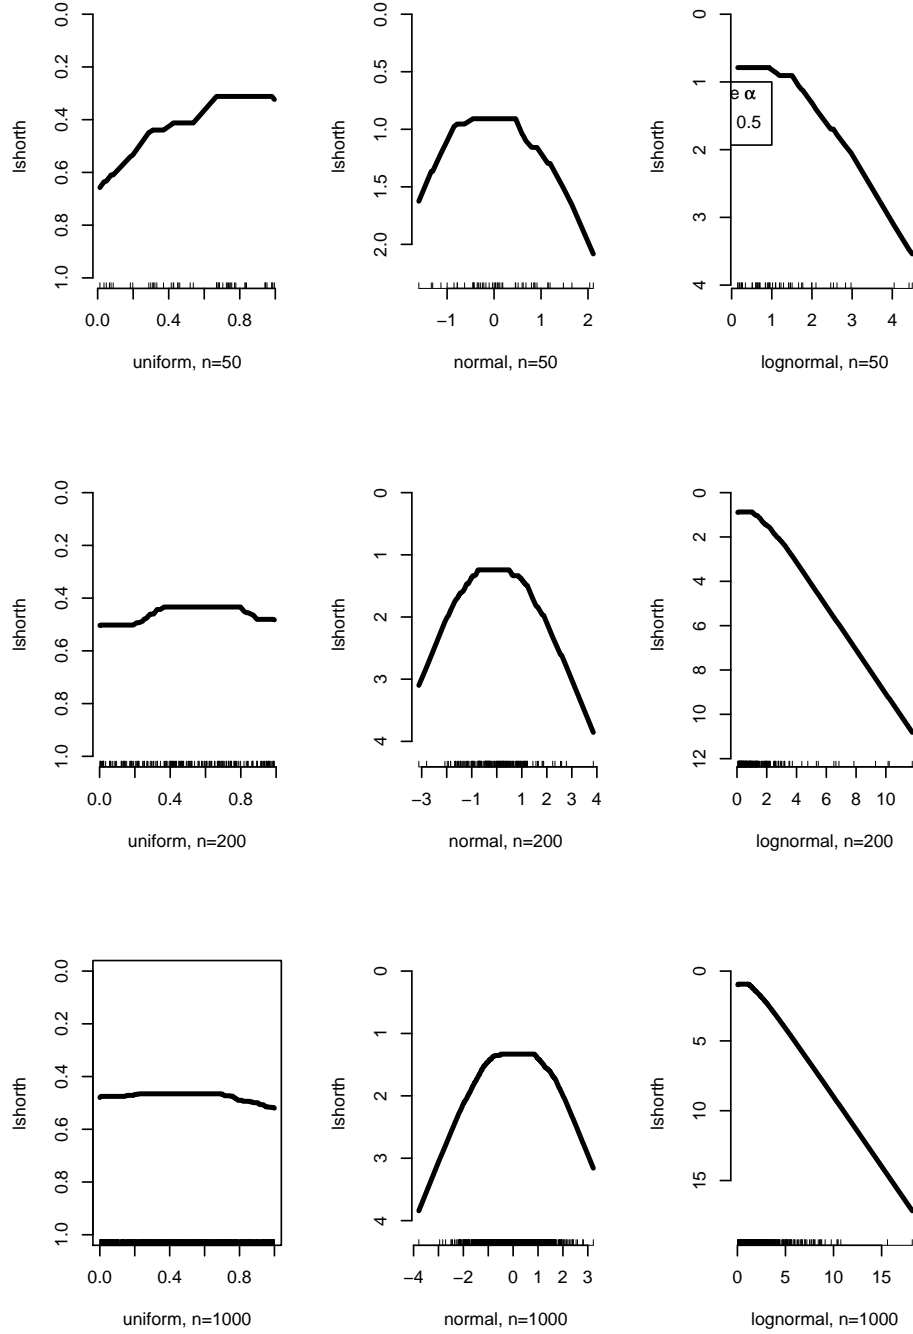 0.0 0.2 0.4 0.6 0.8 1.0
lshorth
0.0 0.4 0.8
uniform, n=50
0.0 0.5 1.0 1.5 2.0
lshorth
−1 0 1 2
normal, n=50
0 1 2 3 4
lshorth
e α
0.5
0 1 2 3 4
lognormal, n=50
0.0 0.2 0.4 0.6 0.8 1.0
lshorth
0.0 0.4 0.8
uniform, n=200
0 1 2 3 4
lshorth
−3 −1 0 1 2 3 4
normal, n=200
0 2 4 6 8 10 12
lshorth
0 2 4 6 8 10
lognormal, n=200
0.0 0.2 0.4 0.6 0.8 1.0
lshorth
0.0 0.4 0.8
uniform, n=1000
0 1 2 3 4
lshorth
−4 −2 0 1 2 3
normal, n=1000
0 5 10 15
lshorth
0 5 10 15
lognormal, n=1000